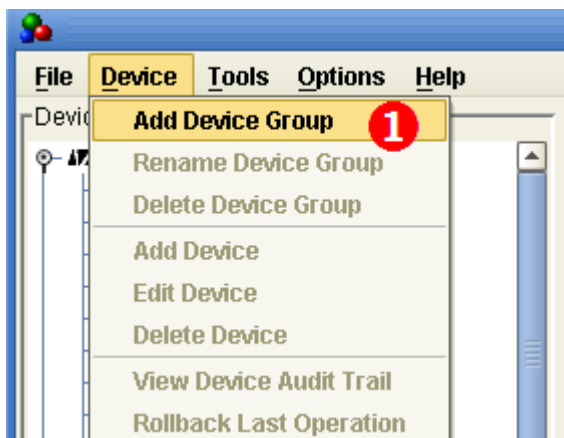 File Device Tools Options Help
Devic
Add Device Group 1
Rename Device Group
Delete Device Group
Add Device
Edit Device
Delete Device
View Device Audit Trail
Rollback Last Operation